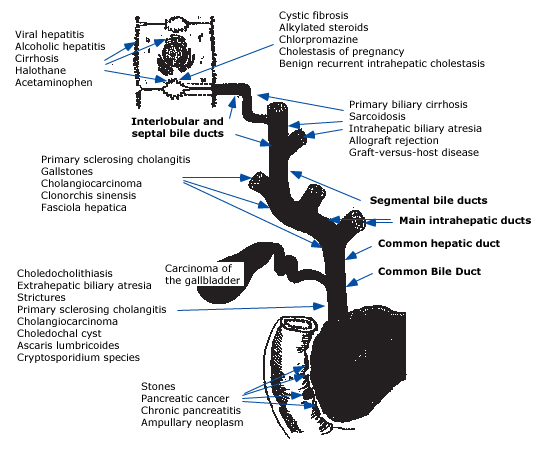 Cystic fibrosis
Alkylated steroids
Chlorpromazine
Cholestasis of pregnancy
Benign recurrent intrahepatic cholestasis
Viral hepatitis
Alcoholic hepatitis
Cirrhosis
Halothane
Acetaminophen
Interlobular and
septal bile ducts
Primary biliary cirrhosis
Sarcoidosis
Intrahepatic biliary atresia
Allograft rejection
Graft-versus-host disease
Primary sclerosing cholangitis
Gallstones
Cholangiocarcinoma
Clonorchis sinensis
Fasciola hepatica
Segmental bile ducts
Main intrahepatic ducts
Common hepatic duct
Common Bile Duct
Carcinoma of
the gallbladder
Choledocholithiasis
Extrahepatic biliary atresia
Strictures
Primary sclerosing cholangitis
Cholangiocarcinoma
Choledochal cyst
Ascaris lumbricoides
Cryptosporidium species
Stones
Pancreatic cancer
Chronic pancreatitis
Ampullary neoplasm